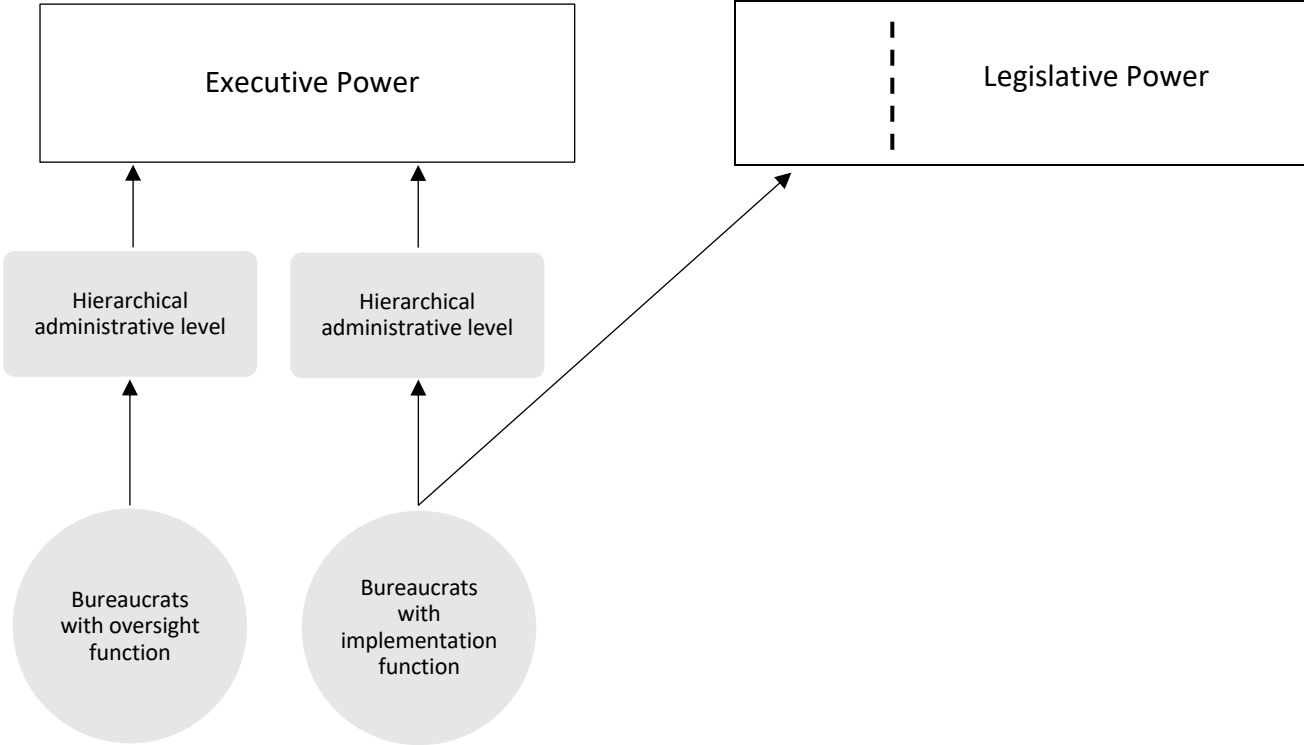 Executive Power
Legislative Power
Hierarchical
administrative level
Hierarchical
administrative level
Bureaucrats
with oversight
function
Bureaucrats
with
implementation
function